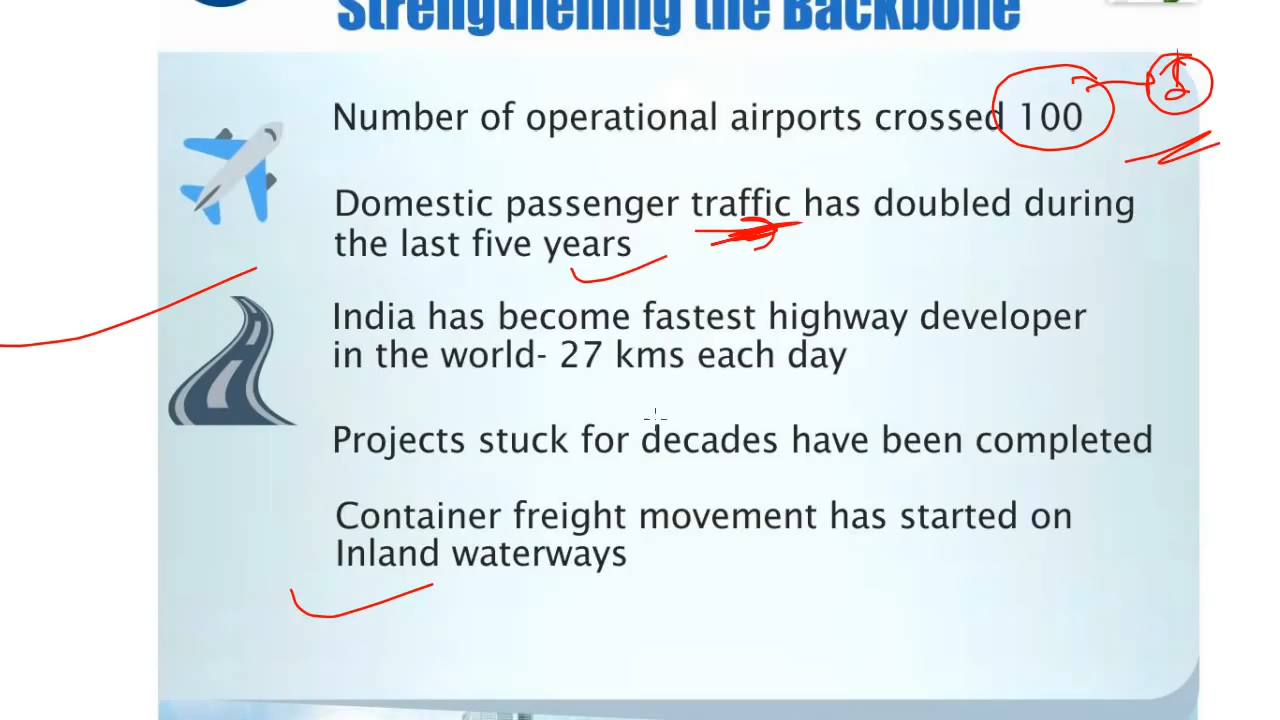 Strengthening the Backbone
Number of operational airports crossed 100
Domestic passenger traffic has doubled during
the last five years
India has become fastest highway developer
in the world- 27 kms each day
Projects stuck for decades have been completed
Container freight movement has started on
Inland waterways